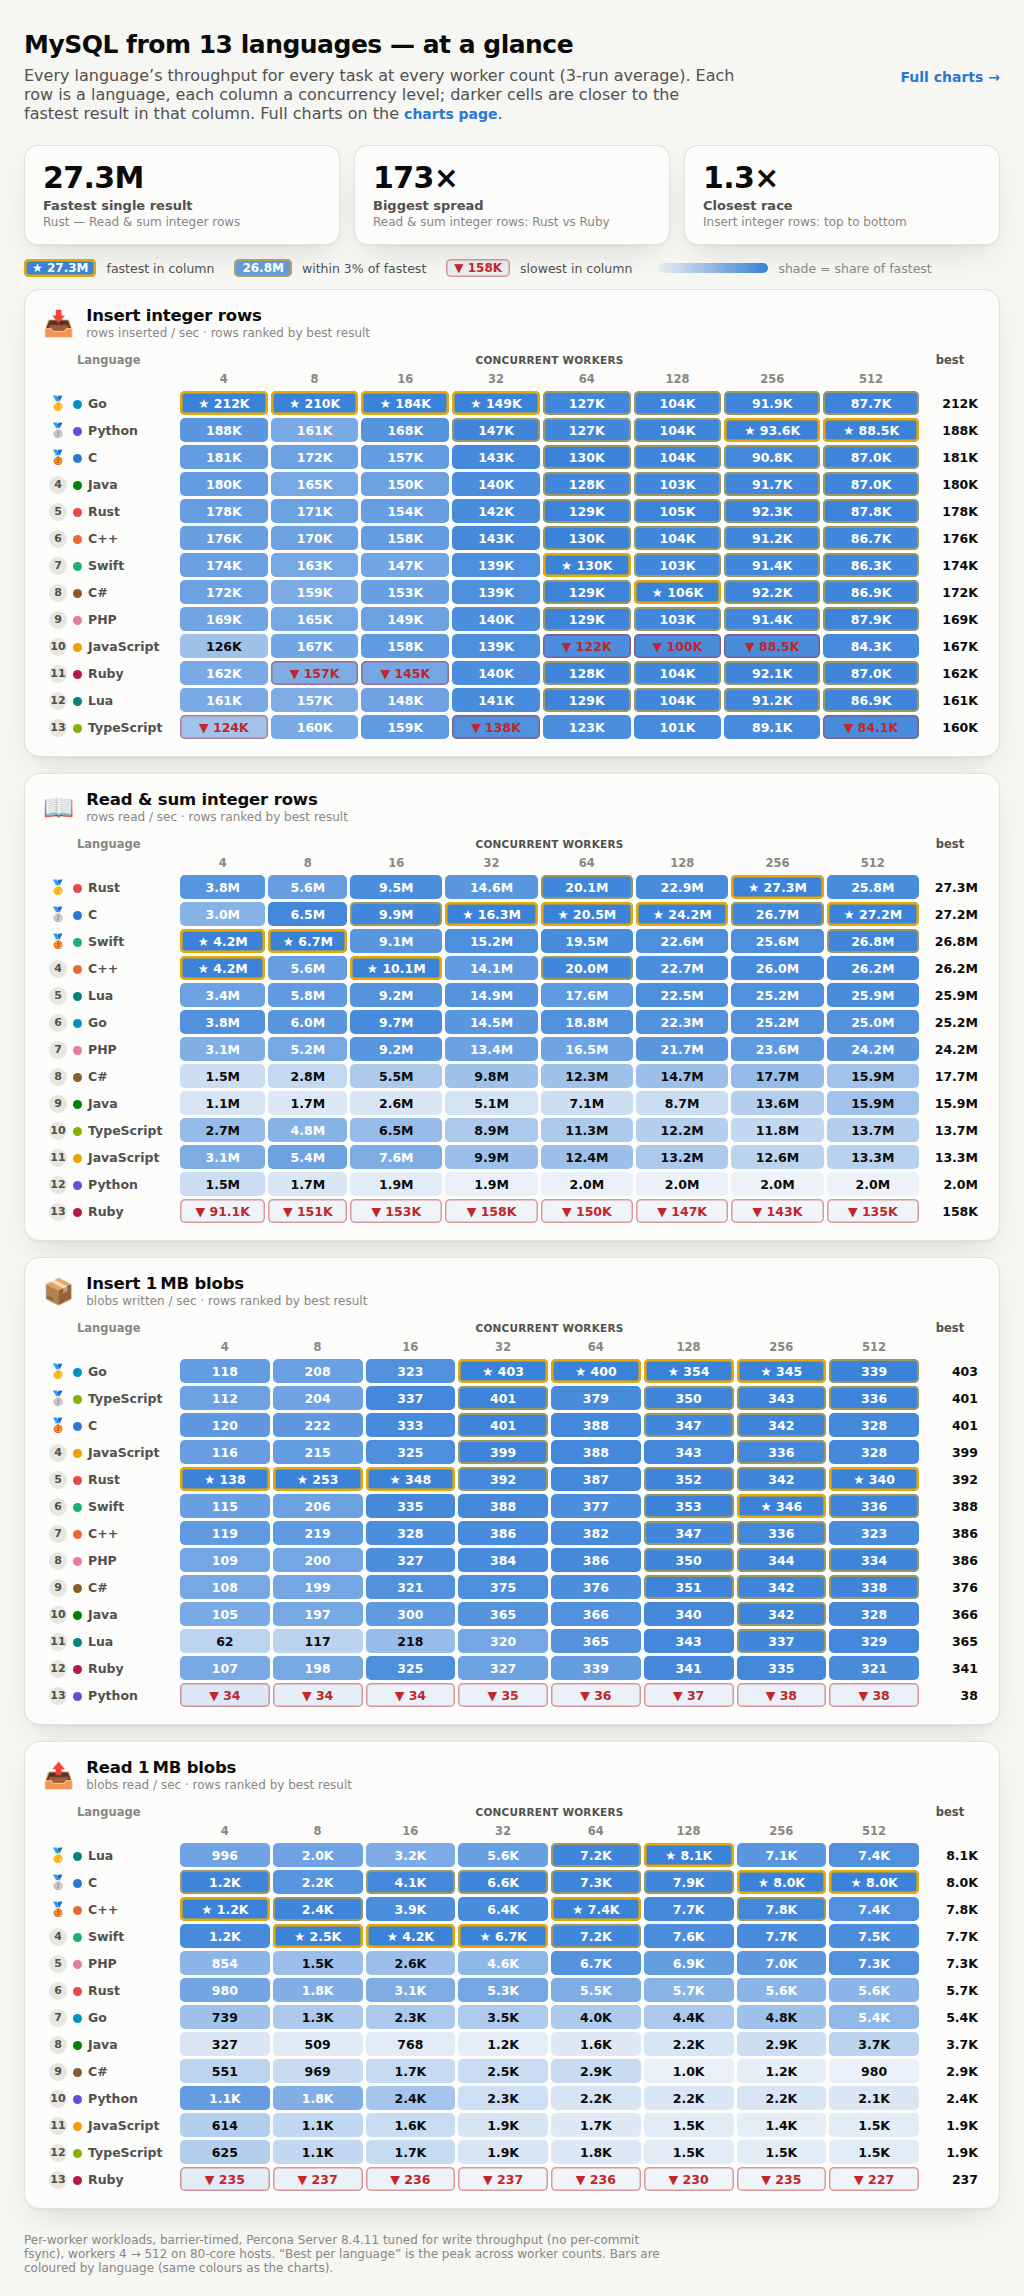 MySQL from 13 languages — at a glance
Every language’s throughput for every task at every worker count (3-run average). Each
row is a language, each column a concurrency level; darker cells are closer to the
fastest result in that column. Full charts on the charts page.
Full charts →
27.3M
Fastest single result
Rust — Read & sum integer rows
173×
Biggest spread
Read & sum integer rows: Rust vs Ruby
1.3×
Closest race
Insert integer rows: top to bottom
★ 27.3M fastest in column 26.8M within 3% of fastest ▼ 158K slowest in column shade = share of fastest
Insert integer rows
rows inserted / sec · rows ranked by best result
Language CONCURRENT WORKERS best
4 8 16 32 64 128 256 512
🥇 Go ★ 212K ★ 210K ★ 184K ★ 149K 127K 104K 91.9K 87.7K 212K
🥈 Python 188K 161K 168K 147K 127K 104K ★ 93.6K ★ 88.5K 188K
🥉 C 181K 172K 157K 143K 130K 104K 90.8K 87.0K 181K
4 Java 180K 165K 150K 140K 128K 103K 91.7K 87.0K 180K
5 Rust 178K 171K 154K 142K 129K 105K 92.3K 87.8K 178K
6 C++ 176K 170K 158K 143K 130K 104K 91.2K 86.7K 176K
7 Swift 174K 163K 147K 139K ★ 130K 103K 91.4K 86.3K 174K
8 C# 172K 159K 153K 139K 129K ★ 106K 92.2K 86.9K 172K
9 PHP 169K 165K 149K 140K 129K 103K 91.4K 87.9K 169K
10 JavaScript 126K 167K 158K 139K ▼ 122K ▼ 100K ▼ 88.5K 84.3K 167K
11 Ruby 162K ▼ 157K ▼ 145K 140K 128K 104K 92.1K 87.0K 162K
12 Lua 161K 157K 148K 141K 129K 104K 91.2K 86.9K 161K
13 TypeScript ▼ 124K 160K 159K ▼ 138K 123K 101K 89.1K ▼ 84.1K 160K
Read & sum integer rows
rows read / sec · rows ranked by best result
Language CONCURRENT WORKERS best
4 8 16 32 64 128 256 512
🥇 Rust 3.8M 5.6M 9.5M 14.6M 20.1M 22.9M ★ 27.3M 25.8M 27.3M
🥈 C 3.0M 6.5M 9.9M ★ 16.3M ★ 20.5M ★ 24.2M 26.7M ★ 27.2M 27.2M
🥉 Swift ★ 4.2M ★ 6.7M 9.1M 15.2M 19.5M 22.6M 25.6M 26.8M 26.8M
4 C++ ★ 4.2M 5.6M ★ 10.1M 14.1M 20.0M 22.7M 26.0M 26.2M 26.2M
5 Lua 3.4M 5.8M 9.2M 14.9M 17.6M 22.5M 25.2M 25.9M 25.9M
6 Go 3.8M 6.0M 9.7M 14.5M 18.8M 22.3M 25.2M 25.0M 25.2M
7 PHP 3.1M 5.2M 9.2M 13.4M 16.5M 21.7M 23.6M 24.2M 24.2M
8 C# 1.5M 2.8M 5.5M 9.8M 12.3M 14.7M 17.7M 15.9M 17.7M
9 Java 1.1M 1.7M 2.6M 5.1M 7.1M 8.7M 13.6M 15.9M 15.9M
10 TypeScript 2.7M 4.8M 6.5M 8.9M 11.3M 12.2M 11.8M 13.7M 13.7M
11 JavaScript 3.1M 5.4M 7.6M 9.9M 12.4M 13.2M 12.6M 13.3M 13.3M
12 Python 1.5M 1.7M 1.9M 1.9M 2.0M 2.0M 2.0M 2.0M 2.0M
13 Ruby ▼ 91.1K ▼ 151K ▼ 153K ▼ 158K ▼ 150K ▼ 147K ▼ 143K ▼ 135K 158K
Insert 1 MB blobs
blobs written / sec · rows ranked by best result
Language CONCURRENT WORKERS best
4 8 16 32 64 128 256 512
🥇 Go 118 208 323 ★ 403 ★ 400 ★ 354 ★ 345 339 403
🥈 TypeScript 112 204 337 401 379 350 343 336 401
🥉 C 120 222 333 401 388 347 342 328 401
4 JavaScript 116 215 325 399 388 343 336 328 399
5 Rust ★ 138 ★ 253 ★ 348 392 387 352 342 ★ 340 392
6 Swift 115 206 335 388 377 353 ★ 346 336 388
7 C++ 119 219 328 386 382 347 336 323 386
8 PHP 109 200 327 384 386 350 344 334 386
9 C# 108 199 321 375 376 351 342 338 376
10 Java 105 197 300 365 366 340 342 328 366
11 Lua 62 117 218 320 365 343 337 329 365
12 Ruby 107 198 325 327 339 341 335 321 341
13 Python ▼ 34 ▼ 34 ▼ 34 ▼ 35 ▼ 36 ▼ 37 ▼ 38 ▼ 38 38
Read 1 MB blobs
blobs read / sec · rows ranked by best result
Language CONCURRENT WORKERS best
4 8 16 32 64 128 256 512
🥇 Lua 996 2.0K 3.2K 5.6K 7.2K ★ 8.1K 7.1K 7.4K 8.1K
🥈 C 1.2K 2.2K 4.1K 6.6K 7.3K 7.9K ★ 8.0K ★ 8.0K 8.0K
🥉 C++ ★ 1.2K 2.4K 3.9K 6.4K ★ 7.4K 7.7K 7.8K 7.4K 7.8K
4 Swift 1.2K ★ 2.5K ★ 4.2K ★ 6.7K 7.2K 7.6K 7.7K 7.5K 7.7K
5 PHP 854 1.5K 2.6K 4.6K 6.7K 6.9K 7.0K 7.3K 7.3K
6 Rust 980 1.8K 3.1K 5.3K 5.5K 5.7K 5.6K 5.6K 5.7K
7 Go 739 1.3K 2.3K 3.5K 4.0K 4.4K 4.8K 5.4K 5.4K
8 Java 327 509 768 1.2K 1.6K 2.2K 2.9K 3.7K 3.7K
9 C# 551 969 1.7K 2.5K 2.9K 1.0K 1.2K 980 2.9K
10 Python 1.1K 1.8K 2.4K 2.3K 2.2K 2.2K 2.2K 2.1K 2.4K
11 JavaScript 614 1.1K 1.6K 1.9K 1.7K 1.5K 1.4K 1.5K 1.9K
12 TypeScript 625 1.1K 1.7K 1.9K 1.8K 1.5K 1.5K 1.5K 1.9K
13 Ruby ▼ 235 ▼ 237 ▼ 236 ▼ 237 ▼ 236 ▼ 230 ▼ 235 ▼ 227 237
Per-worker workloads, barrier-timed, Percona Server 8.4.11 tuned for write throughput (no per-commit
fsync), workers 4 → 512 on 80-core hosts. “Best per language” is the peak across worker counts. Bars are
coloured by language (same colours as the charts).